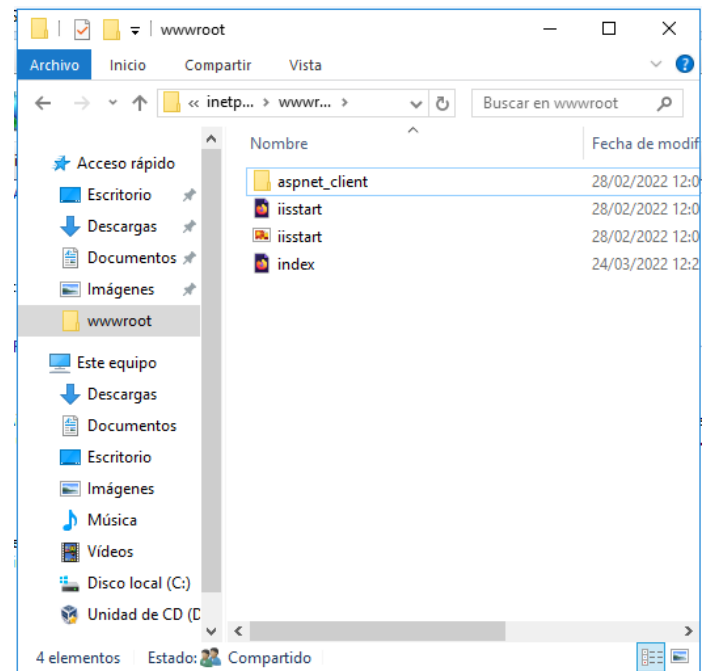 wwwroot
Archivo Inicio Compartir Vista
« inetp... > wwwr... > Buscar en wwwroot
Nombre Fecha de modif
Acceso rápido
Escritorio
Descargas
Documentos
Imágenes
wwwroot
Este equipo
Descargas
Documentos
Escritorio
Imágenes
Música
Vídeos
Disco local (C:)
Unidad de CD (D
aspnet_client 28/02/2022 12:0
iisstart 28/02/2022 12:0
iisstart 28/02/2022 12:0
index 24/03/2022 12:2
4 elementos Estado: Compartido